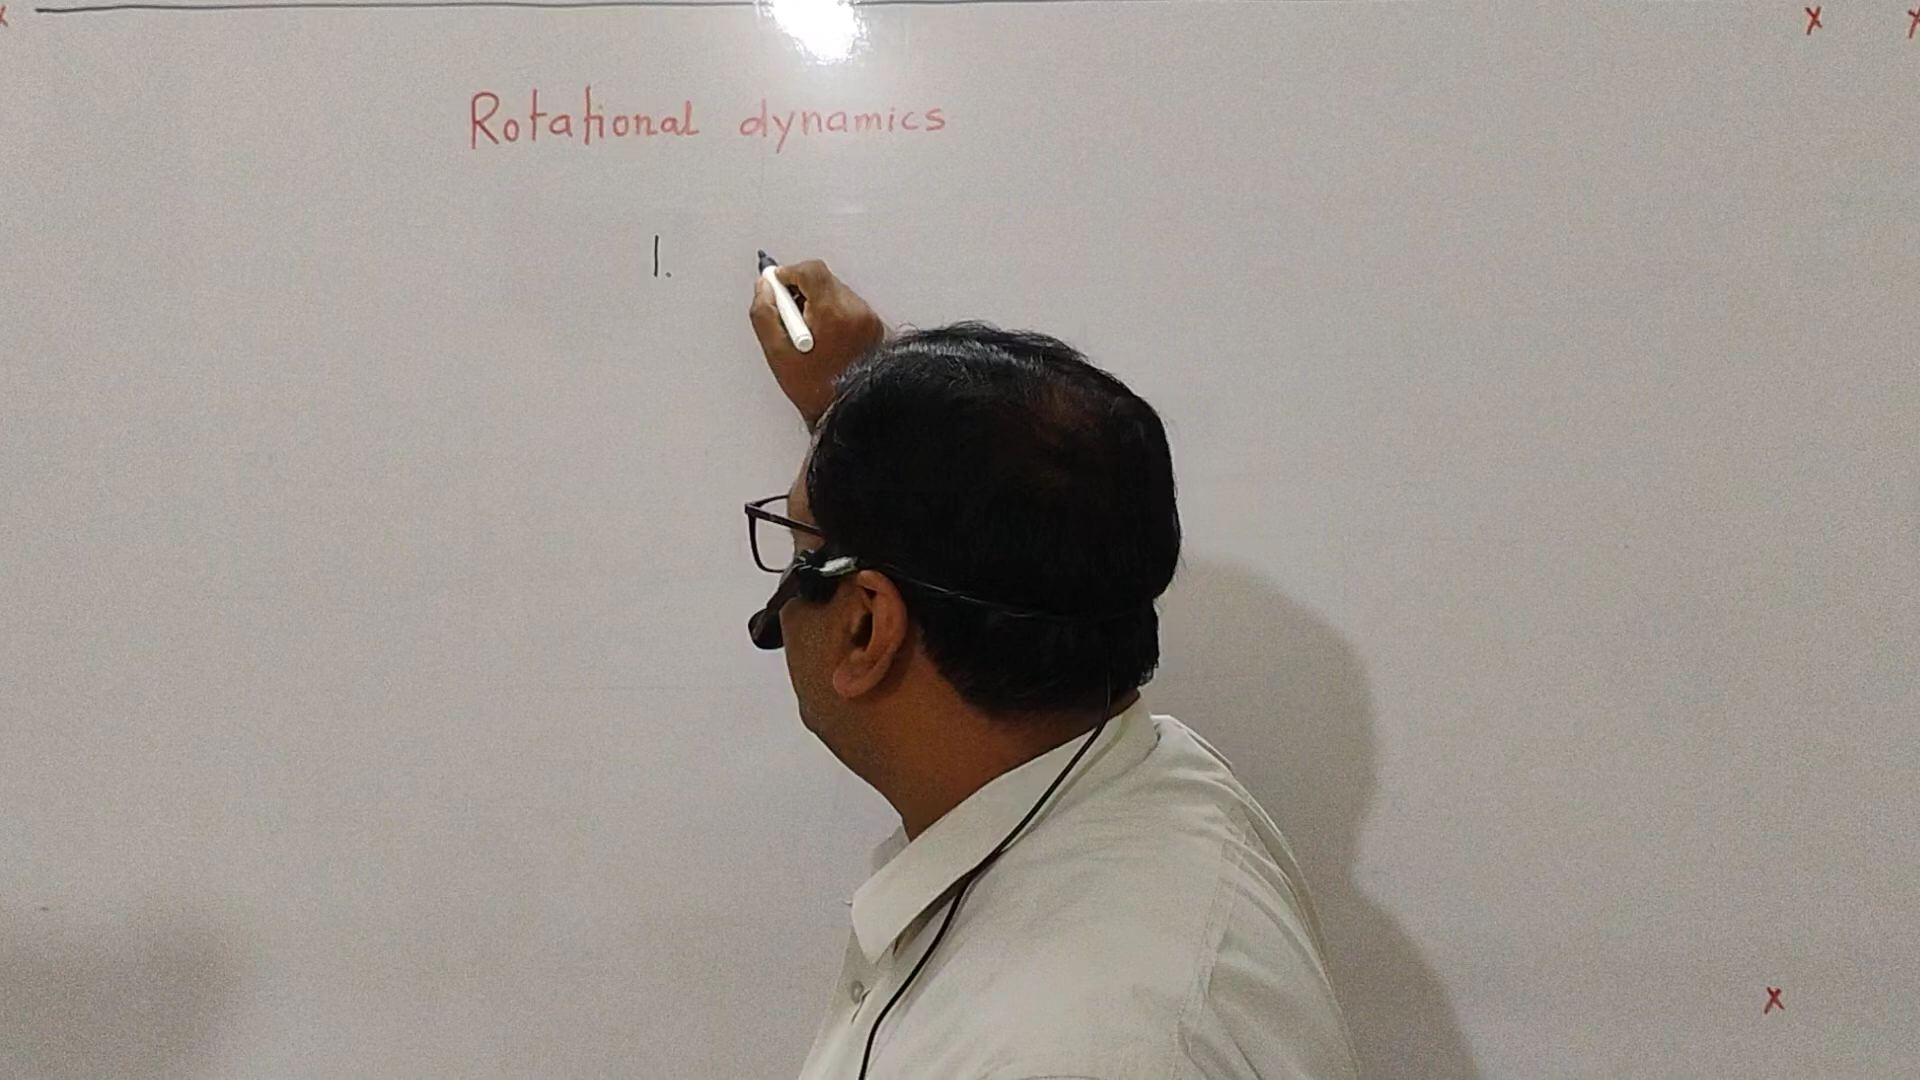 x x x
Rotational dynamics
1.
x